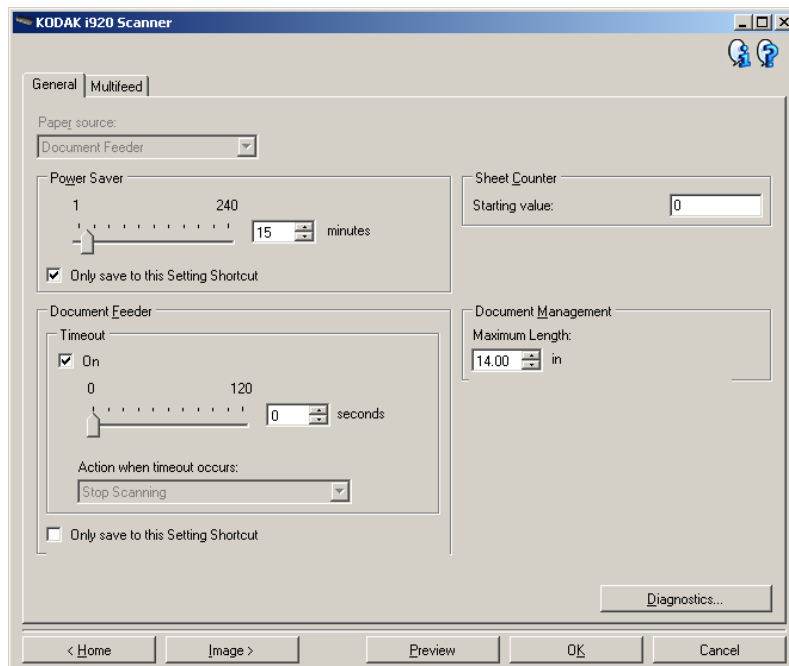 KODAK i920 Scanner
General
Multifeed
Paper source:
Document Feeder
Power Saver
1 240
15 minutes
Only save to this Setting Shortcut
Sheet Counter
Starting value: 0
Document Feeder
Timeout
On
0 120
0 seconds
Action when timeout occurs:
Stop Scanning
Only save to this Setting Shortcut
Document Management
Maximum Length:
14.00 in
Diagnostics...
< Home Image > Preview OK Cancel